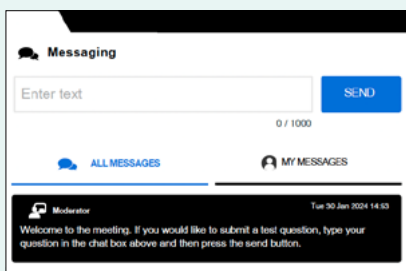 Messaging
Enter text
SEND
0 / 1000
ALL MESSAGES
MY MESSAGES
Moderator
Tue 30 Jan 2024 14:53
Welcome to the meeting. If you would like to submit a test question, type your
question in the chat box above and then press the send button.